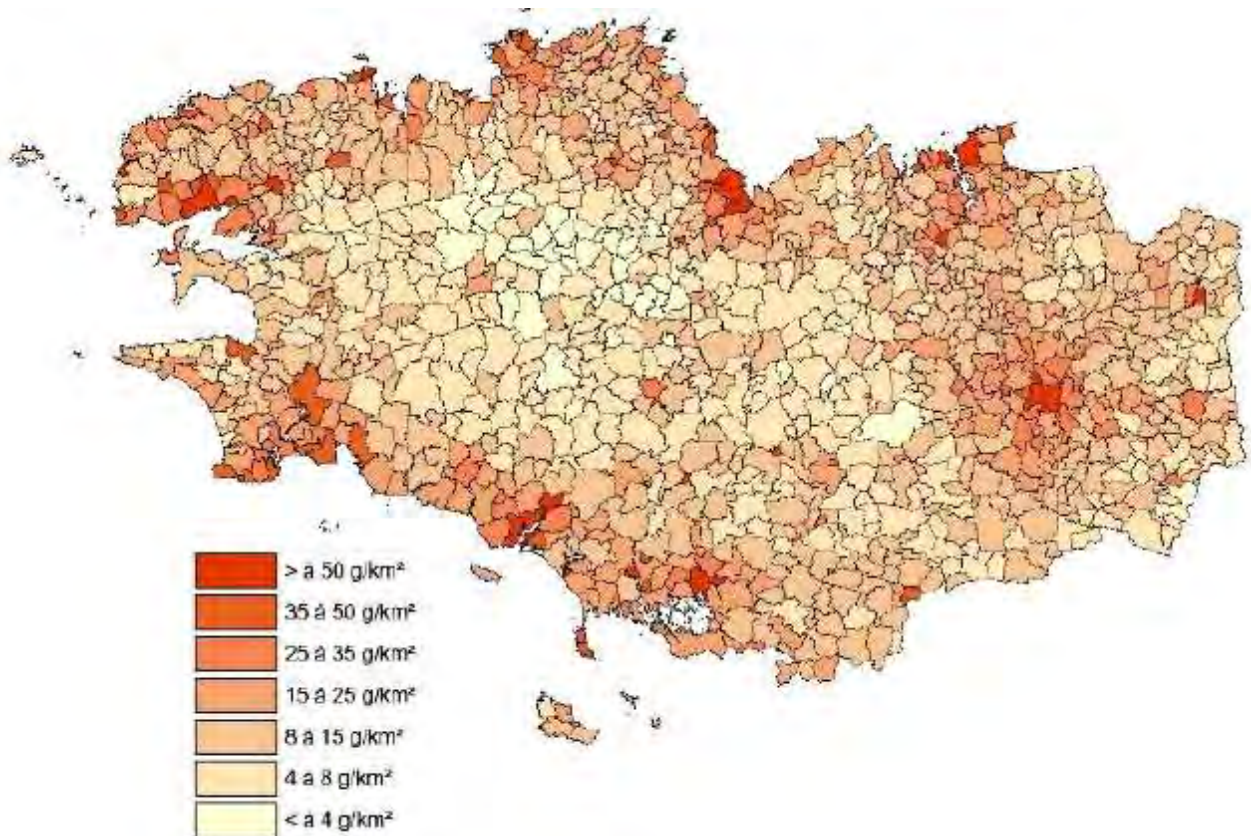 > à 50 g/km²
35 à 50 g/km²
25 à 35 g/km²
15 à 25 g/km²
8 à 15 g/km²
4 à 8 g/km²
< à 4 g/km²